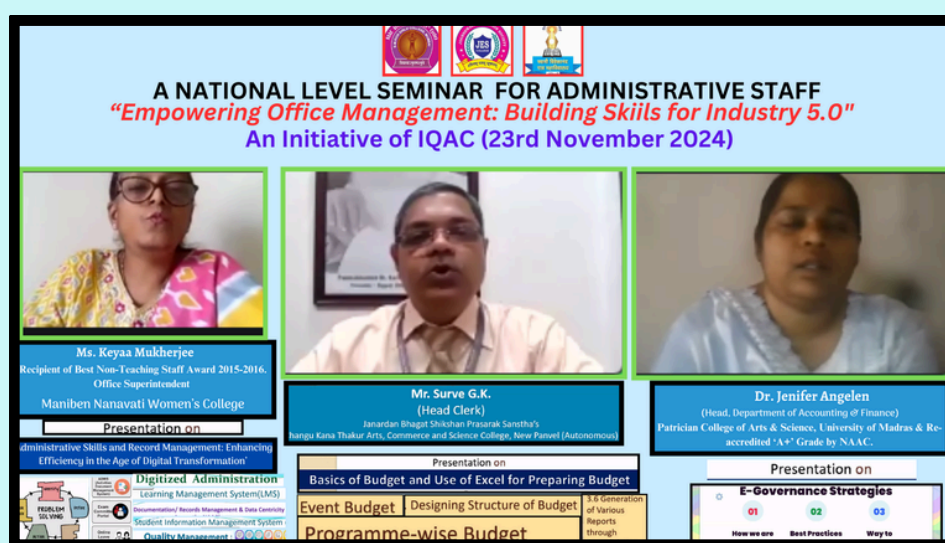 JES
A NATIONAL LEVEL SEMINAR FOR ADMINISTRATIVE STAFF
“Empowering Office Management: Building Skiils for Industry 5.0"
An Initiative of IQAC (23rd November 2024)
Ms. Keyaa Mukherjee
Recipient of Best Non-Teaching Staff Award 2015-2016.
Office Superintendent
Maniben Nanavati Women's College
Presentation on
dministrative Skills and Record Management: Enhancing
Efficiency in the Age of Digital Transformation'
PROBLEM
SOLVING
Digitized Administration
Learning Management System(LMS)
Documentation/ Records Management & Data Centricity
Student Information Management System
Quality Management
Mr. Surve G.K.
(Head Clerk)
Janardan Bhagat Shikshan Prasarak Sanstha's
hangu Kana Thakur Arts, Commerce and Science College, New Panvel (Autonomous)
Presentation on
Basics of Budget and Use of Excel for Preparing Budget
Event Budget
Designing Structure of Budget
Programme-wise Budget
3.6 Generation
of Various
Reports
through
Dr. Jenifer Angelen
(Head, Department of Accounting & Finance)
Patrician College of Arts & Science, University of Madras & Re-
accredited 'A+' Grade by NAAC.
Presentation on
E-Governance Strategies
01 02 03
How we are Best Practices Way to